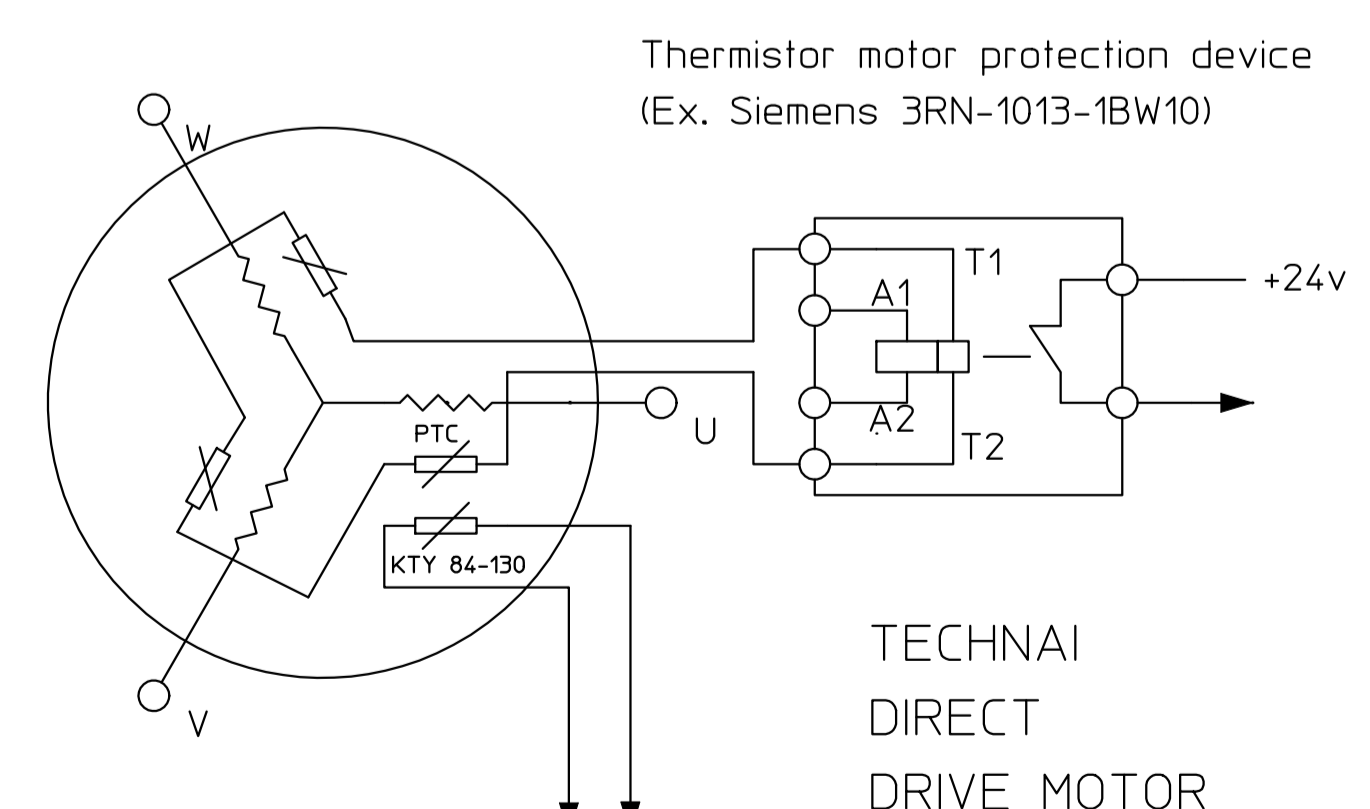 Thermistor motor protection device
(Ex. Siemens 3RN-1013-1BW10)
W
T1
+24v
A1
A2
U
PTC
T2
KTY 84-130
TECHNAI
V
DIRECT
DRIVE MOTOR